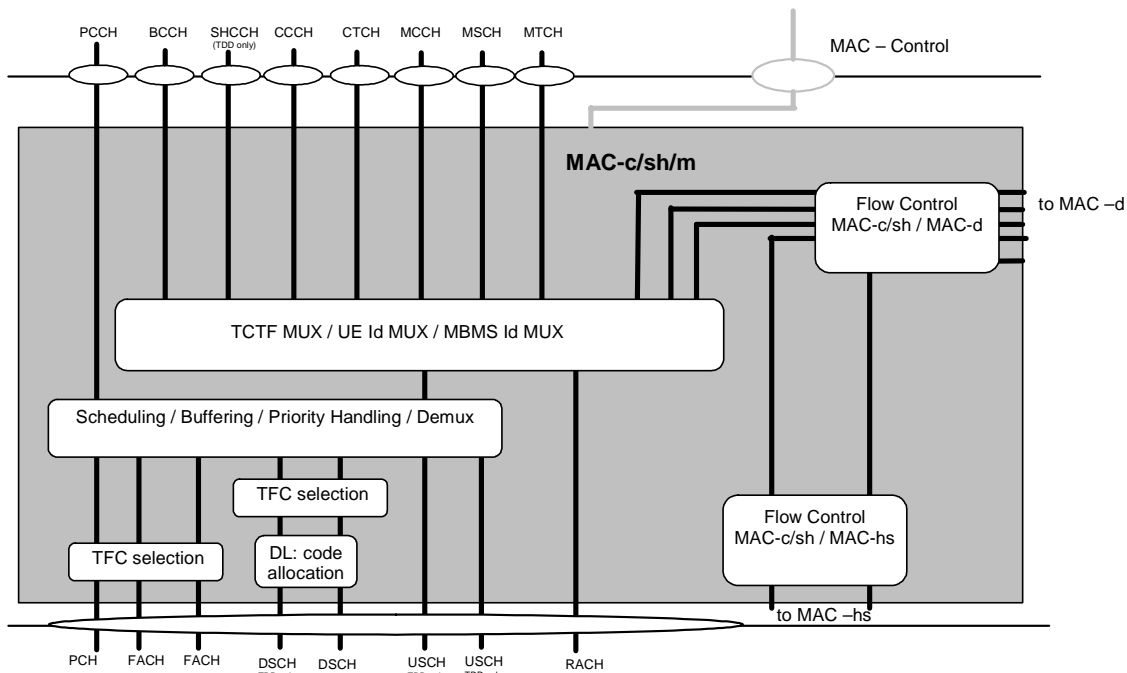 PCCH BCCH SHCCH CCCH CTCH MCCH MSCH MTCH
(TDD only)
MAC – Control
MAC-c/sh/m
Flow Control
MAC-c/sh / MAC-d
to MAC –d
TCTF MUX / UE Id MUX / MBMS Id MUX
Scheduling / Buffering / Priority Handling / Demux
TFC selection
Flow Control
MAC-c/sh / MAC-hs
TFC selection
DL: code
allocation
to MAC –hs
PCH FACH FACH DSCH DSCH USCH USCH RACH